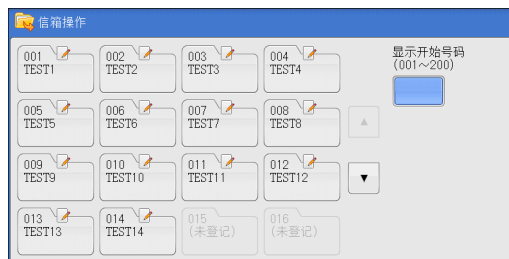 信箱操作
显示开始号码
(001～200)
001 002 003 004
TEST1 TEST2 TEST3 TEST4
005 006 007 008
TEST5 TEST6 TEST7 TEST8
009 010 011 012
TEST9 TEST10 TEST11 TEST12
013 014 015 016
TEST13 TEST14 (未登记) (未登记)